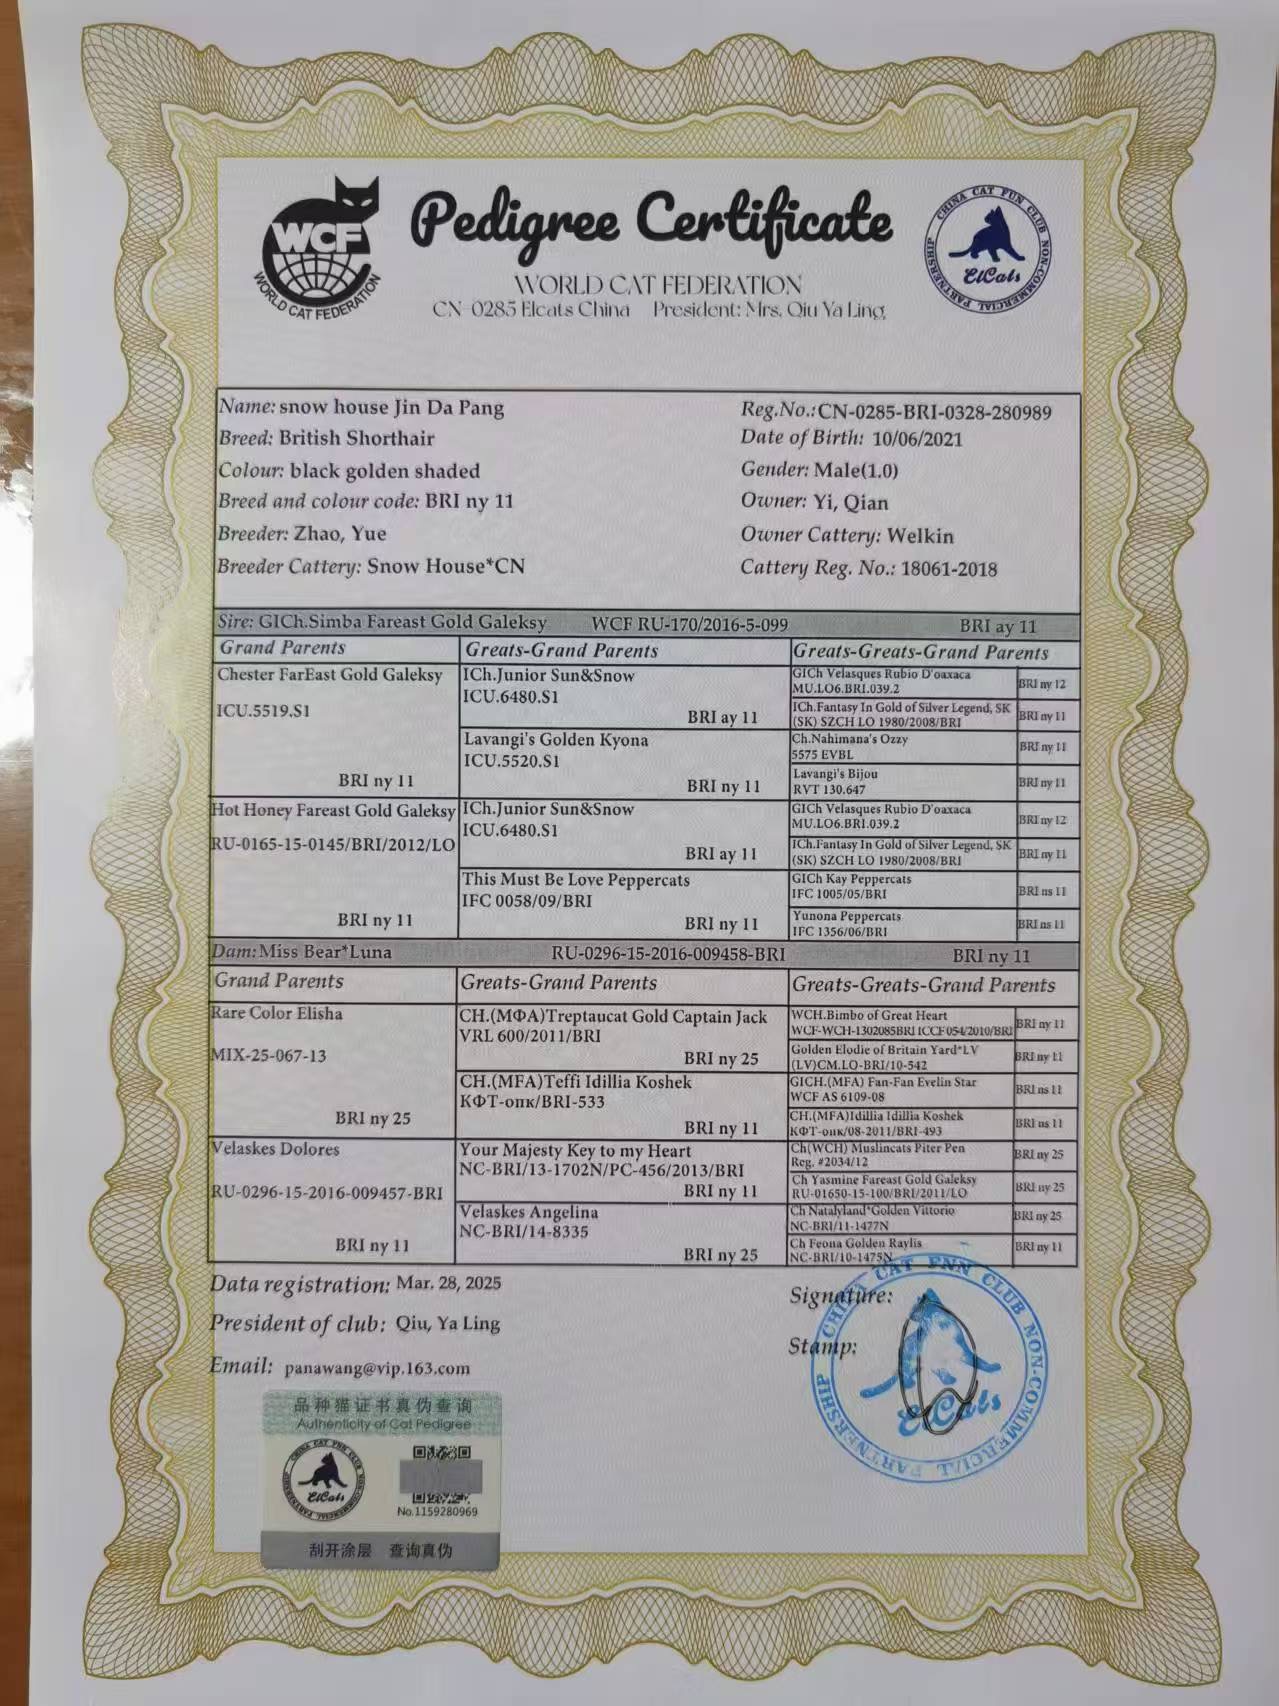 WCF
WORLD CAT FEDERATION
Pedigree Certificate
WORLD CAT FEDERATION
CN-0285 Elcats China President: Mrs. Qiu Ya Ling
CHINA CAT FUN CLUB NON-COMMERCIAL PARTNERSHIP
ElCats
Name: snow house Jin Da Pang
Reg.No.: CN-0285-BRI-0328-280989
Breed: British Shorthair
Date of Birth: 10/06/2021
Colour: black golden shaded
Gender: Male(1.0)
Breed and colour code: BRI ny 11
Owner: Yi, Qian
Breeder: Zhao, Yue
Owner Cattery: Welkin
Breeder Cattery: Snow House*CN
Cattery Reg. No.: 18061-2018
Sire: GICh.Simba Fareast Gold Galeksy WCF RU-170/2016-5-099 BRI ay 11
Grand Parents
Greats-Grand Parents
Greats-Greats-Grand Parents
Chester FarEast Gold Galeksy
ICU.5519.S1
BRI ny 11
ICh.Junior Sun&Snow
ICU.6480.S1
BRI ay 11
GICh Velasques Rubio D'oaxaca
MU.LO6.BRI.039.2
BRI ny 12
ICh.Fantasy In Gold of Silver Legend, SK
(SK) SZCH LO 1980/2008/BRI
BRI ny 11
Lavangi's Golden Kyona
ICU.5520.S1
BRI ny 11
Ch.Nahimana's Ozzy
5575 EVBL
BRI ny 11
Lavangi's Bijou
RVT 130.647
BRI ny 11
Hot Honey Fareast Gold Galeksy
RU-0165-15-0145/BRI/2012/LO
BRI ny 11
ICh.Junior Sun&Snow
ICU.6480.S1
BRI ay 11
GICh Velasques Rubio D'oaxaca
MU.LO6.BRI.039.2
BRI ny 12
ICh.Fantasy In Gold of Silver Legend, SK
(SK) SZCH LO 1980/2008/BRI
BRI ny 11
This Must Be Love Peppercats
IFC 0058/09/BRI
BRI ny 11
GICh Kay Peppercats
IFC 1005/05/BRI
BRI ns 11
Yunona Peppercats
IFC 1356/06/BRI
BRI ns 11
Dam: Miss Bear*Luna RU-0296-15-2016-009458-BRI BRI ny 11
Grand Parents
Greats-Grand Parents
Greats-Greats-Grand Parents
Rare Color Elisha
MIX-25-067-13
BRI ny 25
CH.(МФА)Treptaucat Gold Captain Jack
VRL 600/2011/BRI
BRI ny 25
WCH.Bimbo of Great Heart
WCF-WCH-1302085BRI ICCF 054/2010/BRI
BRI ny 11
Golden Elodie of Britain Yard*LV
(LV)CM.LO-BRI/10-542
BRI ny 11
CH.(MFA)Teffi Idillia Koshek
КФТ-опк/BRI-533
BRI ny 11
GICH.(MFA) Fan-Fan Evelin Star
WCF AS 6109-08
BRI ns 11
CH.(MFA)Idillia Idillia Koshek
КФТ-опк/08-2011/BRI-493
BRI ns 11
Velaskes Dolores
RU-0296-15-2016-009457-BRI
BRI ny 11
Your Majesty Key to my Heart
NC-BRI/13-1702N/PC-456/2013/BRI
BRI ny 11
Ch(WCH) Muslincats Piter Pen
Reg. #2034/12
BRI ny 25
Ch Yasmine Fareast Gold Galeksy
RU-01650-15-100/BRI/2011/LO
BRI ny 25
Velaskes Angelina
NC-BRI/14-8335
BRI ny 25
Ch Natalyland*Golden Vittorio
NC-BRI/11-1477N
BRI ny 25
Ch Feona Golden Raylis
NC-BRI/10-1475N
BRI ny 11
Data registration: Mar. 28, 2025
Signature:
President of club: Qiu, Ya Ling
Stamp:
Email: panawang@vip.163.com
CHINA CAT FNN CLUB NON-COMMERCIAL PARTNERSHIP
ElCats
品种猫证书真伪查询
Authenticity of Cat Pedigree
CHINA CAT FNN CLUB NON-COMMERCIAL PARTNERSHIP
ElCats
No.1159280969
刮开涂层 查询真伪